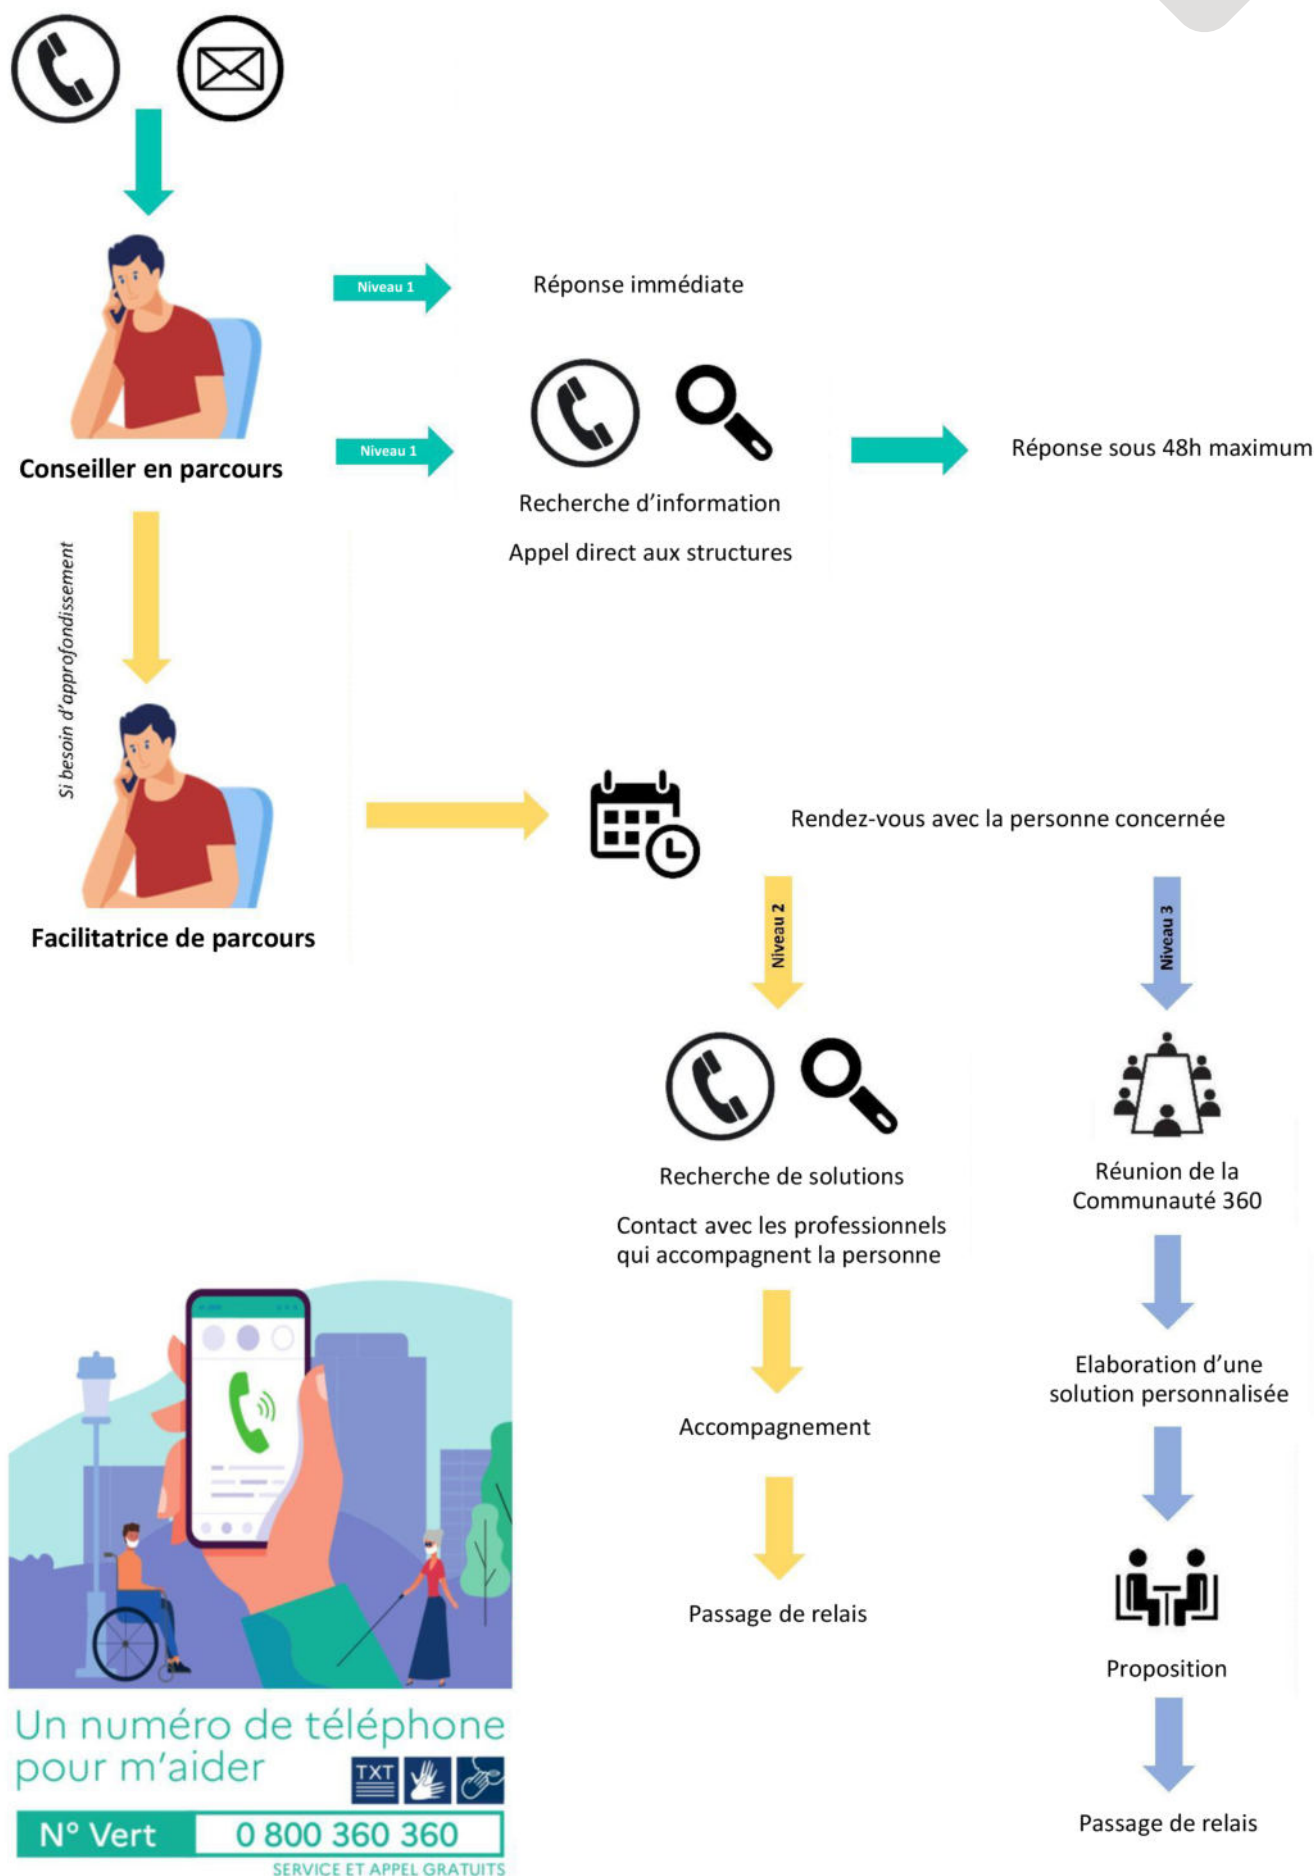 Niveau 1
Réponse immédiate
Conseiller en parcours
Niveau 1
Recherche d’information
Appel direct aux structures
Réponse sous 48h maximum
Si besoin d’approfondissement
Facilitatrice de parcours
Rendez-vous avec la personne concernée
Niveau 2
Recherche de solutions
Contact avec les professionnels
qui accompagnent la personne
Accompagnement
Passage de relais
Niveau 3
Réunion de la
Communauté 360
Elaboration d’une
solution personnalisée
Proposition
Passage de relais
Un numéro de téléphone
pour m’aider
TXT
N° Vert 0 800 360 360
SERVICE ET APPEL GRATUITS